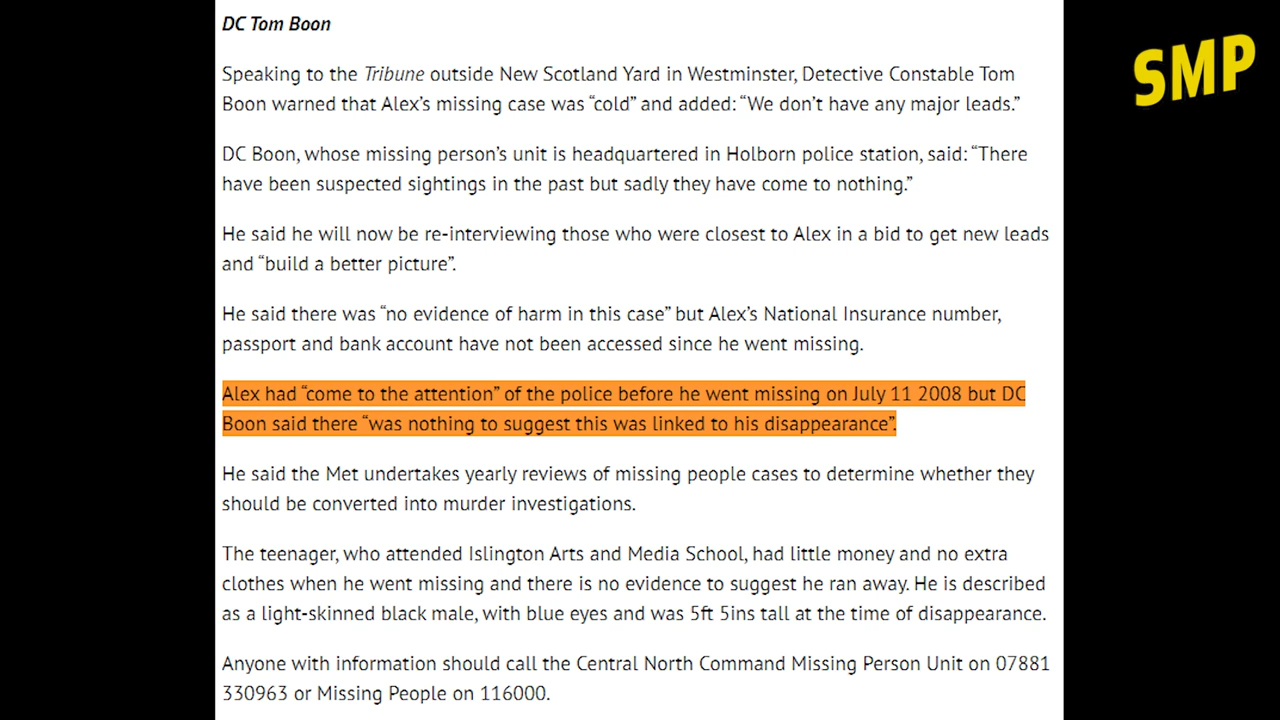 DC Tom Boon
SMP
Speaking to the Tribune outside New Scotland Yard in Westminster, Detective Constable Tom
Boon warned that Alex’s missing case was “cold” and added: “We don’t have any major leads.”
DC Boon, whose missing person’s unit is headquartered in Holborn police station, said: “There
have been suspected sightings in the past but sadly they have come to nothing.”
He said he will now be re-interviewing those who were closest to Alex in a bid to get new leads
and “build a better picture”.
He said there was “no evidence of harm in this case” but Alex’s National Insurance number,
passport and bank account have not been accessed since he went missing.
Alex had “come to the attention” of the police before he went missing on July 11 2008 but DC
Boon said there “was nothing to suggest this was linked to his disappearance”.
He said the Met undertakes yearly reviews of missing people cases to determine whether they
should be converted into murder investigations.
The teenager, who attended Islington Arts and Media School, had little money and no extra
clothes when he went missing and there is no evidence to suggest he ran away. He is described
as a light-skinned black male, with blue eyes and was 5ft 5ins tall at the time of disappearance.
Anyone with information should call the Central North Command Missing Person Unit on 07881
330963 or Missing People on 116000.